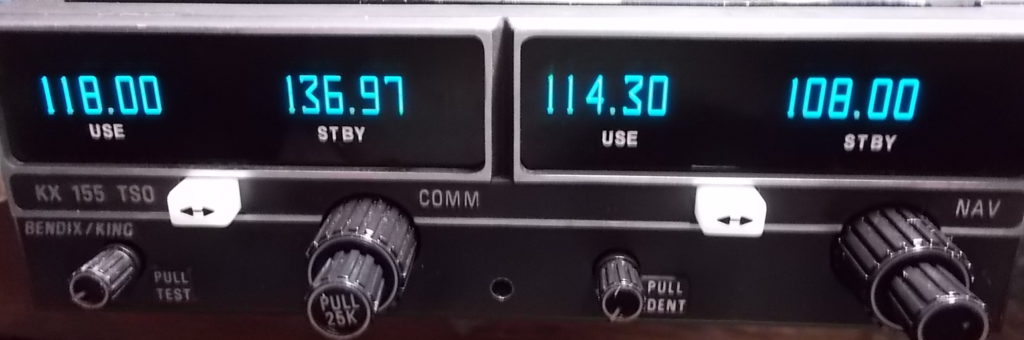 118.00 136.97 114.30 108.00
USE STBY USE STBY
KX 155 TSO COMM NAV
BENDIX/KING
PULL TEST
PULL 25K
PULL IDENT